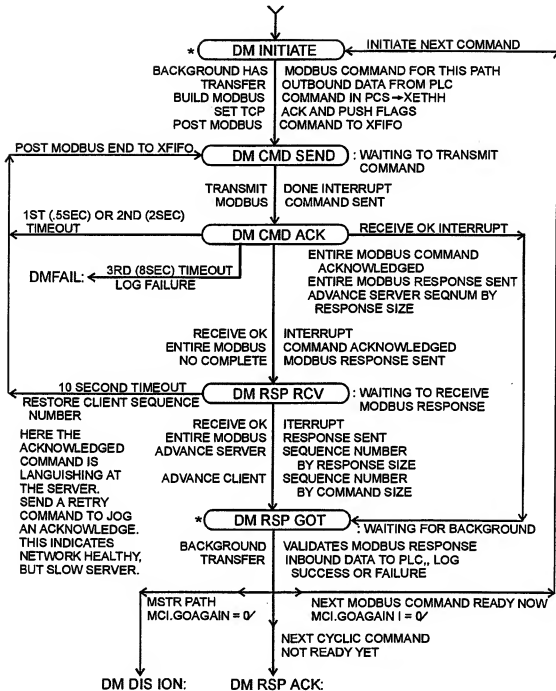 * DM INITIATE
INITIATE NEXT COMMAND
BACKGROUND HAS MODBUS COMMAND FOR THIS PATH
TRANSFER OUTBOUND DATA FROM PLC
BUILD MODBUS COMMAND IN PCS→XETHH
SET TCP ACK AND PUSH FLAGS
POST MODBUS COMMAND TO XFIFO
POST MODBUS END TO XFIFO
DM CMD SEND : WAITING TO TRANSMIT
COMMAND
TRANSMIT DONE INTERRUPT
MODBUS COMMAND SENT
1ST (.5SEC) OR 2ND (2SEC)
TIMEOUT
DM CMD ACK
RECEIVE OK INTERRUPT
DMFAIL:
3RD (8SEC) TIMEOUT
LOG FAILURE
ENTIRE MODBUS COMMAND
ACKNOWLEDGED
ENTIRE MODBUS RESPONSE SENT
ADVANCE SERVER SEQNUM BY
RESPONSE SIZE
RECEIVE OK INTERRUPT
ENTIRE MODBUS COMMAND ACKNOWLEDGED
NO COMPLETE MODBUS RESPONSE SENT
10 SECOND TIMEOUT
RESTORE CLIENT SEQUENCE
NUMBER
DM RSP RCV : WAITING TO RECEIVE
MODBUS RESPONSE
HERE THE
ACKNOWLEDGED
COMMAND IS
LANGUISHING AT
THE SERVER.
SEND A RETRY
COMMAND TO JOG
AN ACKNOWLEDGE.
THIS INDICATES
NETWORK HEALTHY,
BUT SLOW SERVER.
RECEIVE OK ITERRUPT
ENTIRE MODBUS RESPONSE SENT
ADVANCE SERVER SEQUENCE NUMBER
BY RESPONSE SIZE
ADVANCE CLIENT SEQUENCE NUMBER
BY COMMAND SIZE
* DM RSP GOT
: WAITING FOR BACKGROUND
BACKGROUND VALIDATES MODBUS RESPONSE
TRANSFER INBOUND DATA TO PLC,, LOG
SUCCESS OR FAILURE
MSTR PATH
MCI.GOAGAIN = 0/
NEXT MODBUS COMMAND READY NOW
MCI.GOAGAIN I = 0/
NEXT CYCLIC COMMAND
NOT READY YET
DM DIS ION:
DM RSP ACK: